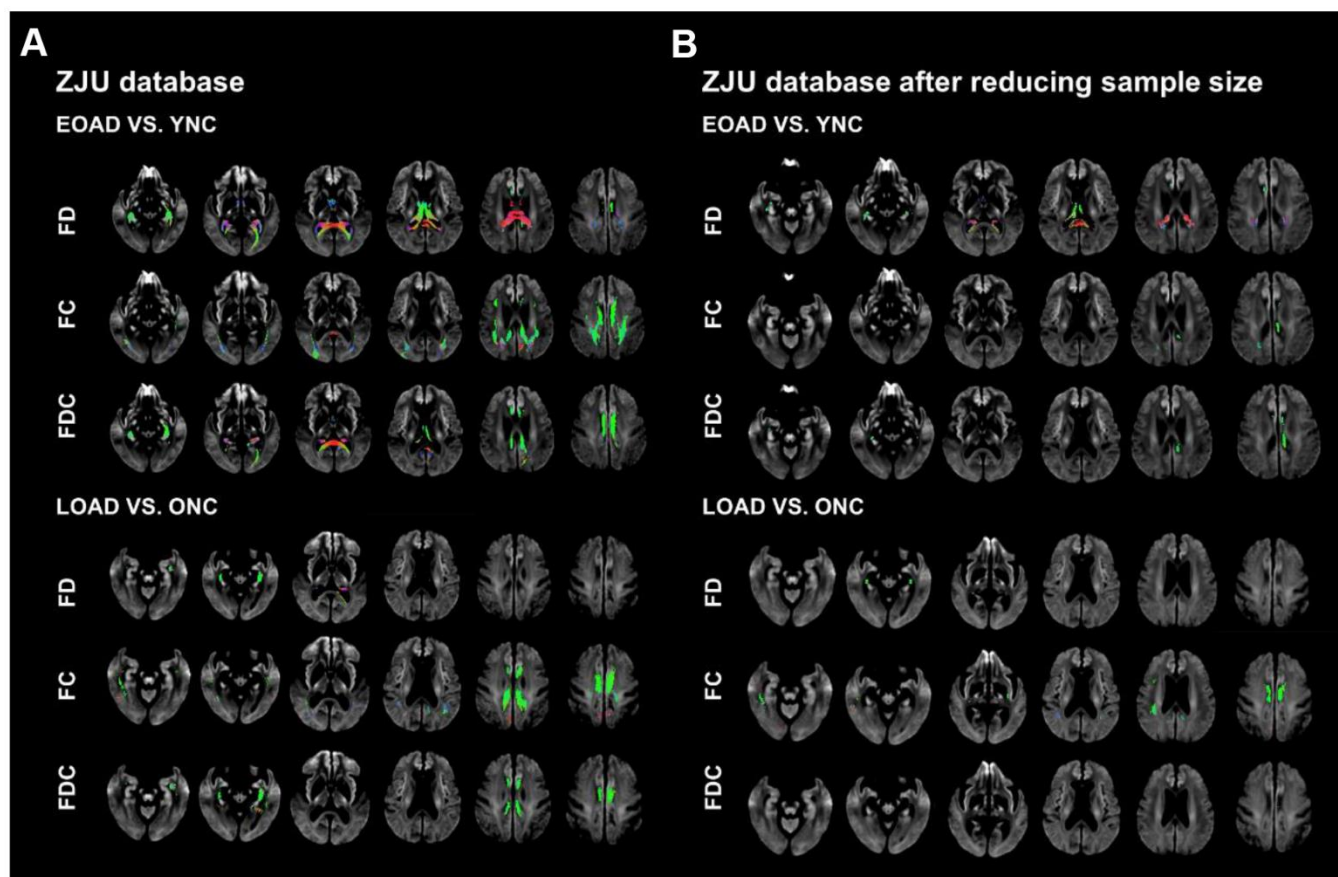 A
ZJU database
EOAD VS. YNC
FD
FC
FDC
LOAD VS. ONC
FD
FC
FDC
B
ZJU database after reducing sample size
EOAD VS. YNC
FD
FC
FDC
LOAD VS. ONC
FD
FC
FDC